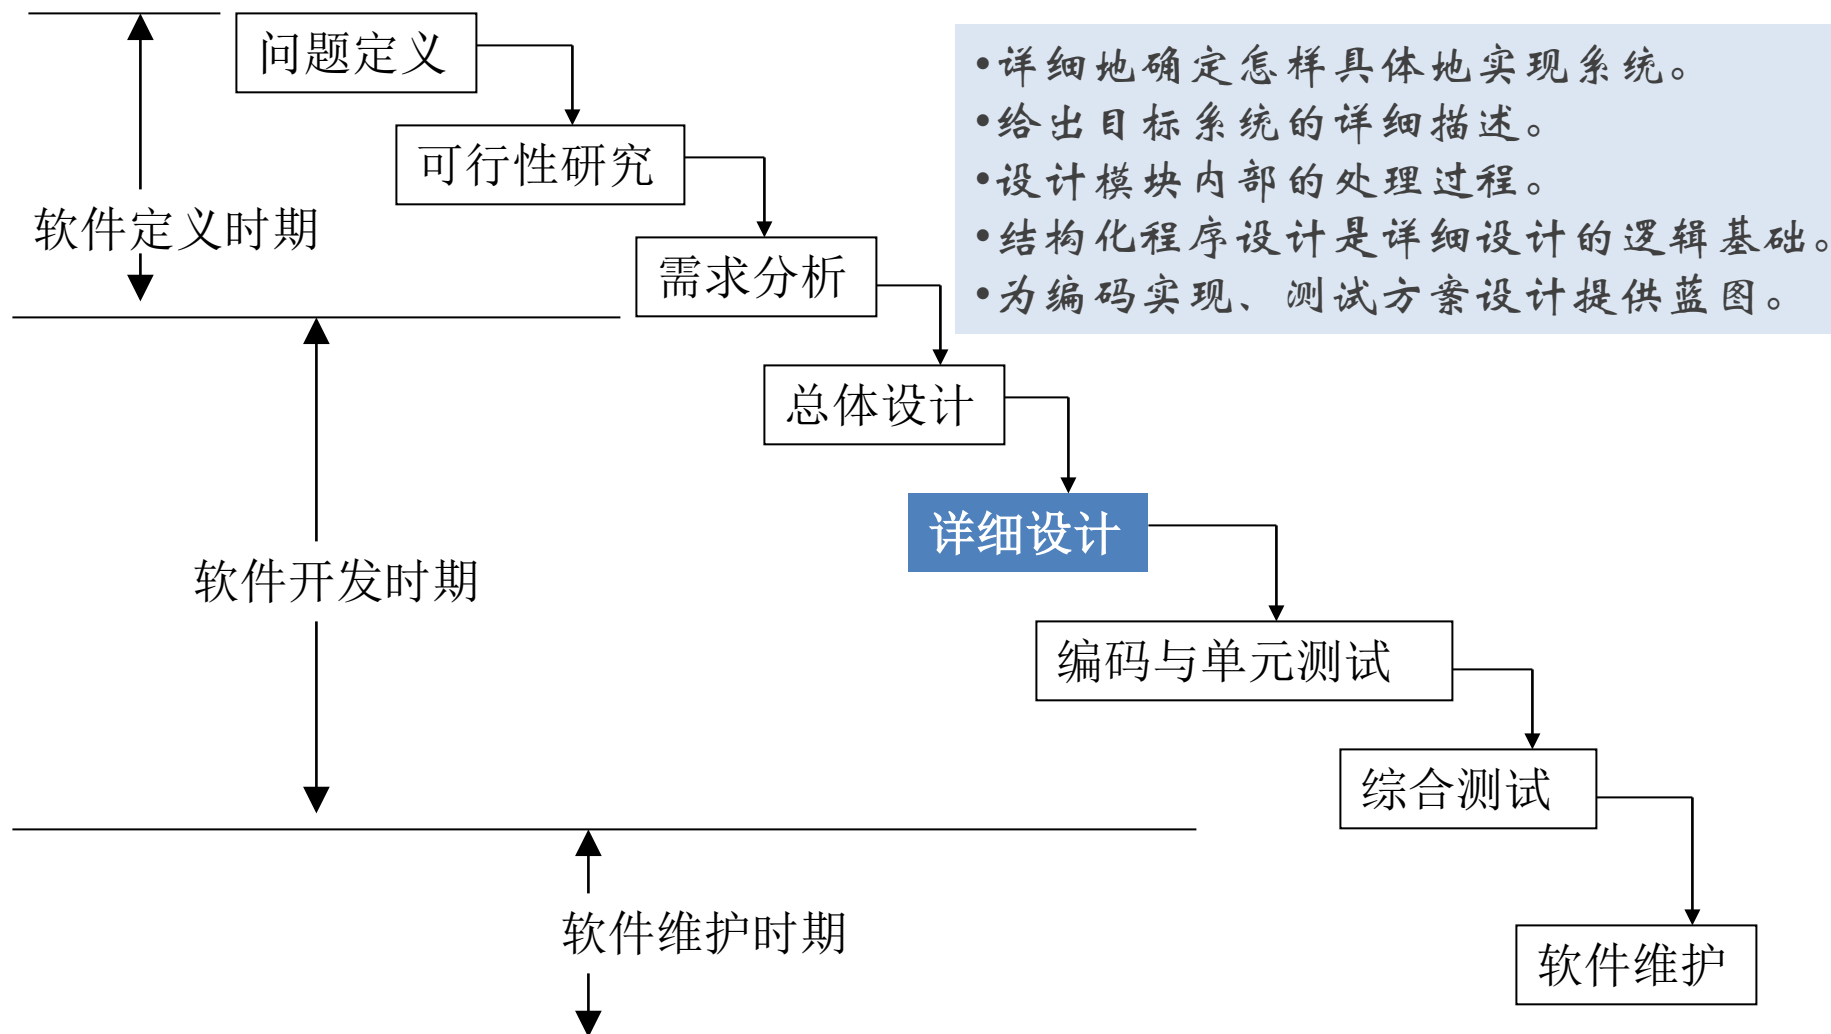 问题定义
•详细地确定怎样具体地实现系统。
•给出目标系统的详细描述。
可行性研究
•设计模块内部的处理过程。
软件定义时期
•结构化程序设计是详细设计的逻辑基础。
需求分析
•为编码实现、测试方案设计提供蓝图。
总体设计
详细设计
软件开发时期
编码与单元测试
综合测试
软件维护时期
软件维护